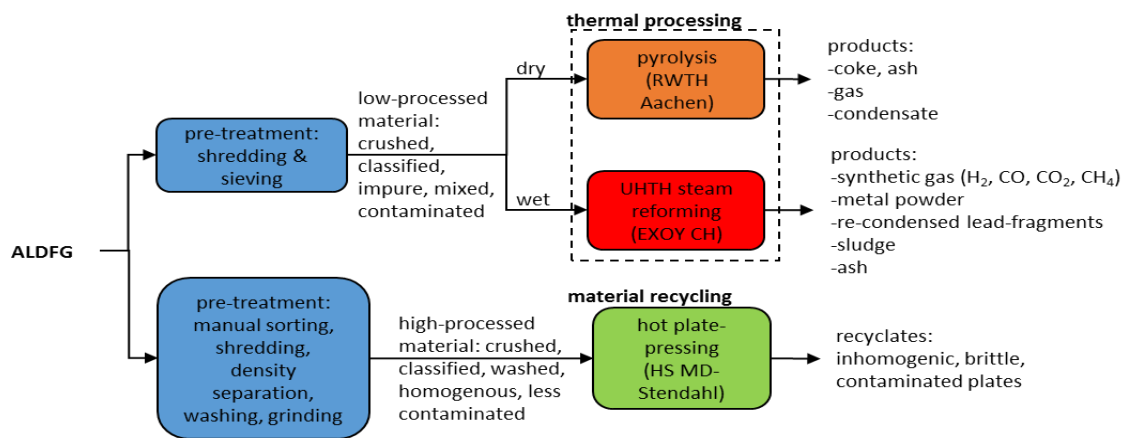 ALDFG
pre-treatment:
shredding &
sieving
low-processed
material:
crushed,
classified,
impure, mixed,
contaminated
dry
wet
thermal processing
pyrolysis
(RWTH
Aachen)
products:
-coke, ash
-gas
-condensate
UHTH steam
reforming
(EXOY CH)
products:
-synthetic gas (H₂, CO, CO₂, CH₄)
-metal powder
-re-condensed lead-fragments
-sludge
-ash
pre-treatment:
manual sorting,
shredding,
density
separation,
washing, grinding
high-processed
material: crushed,
classified, washed,
homogenous, less
contaminated
material recycling
hot plate-
pressing
(HS MD-
Stendahl)
recyclates:
inhomogenic, brittle,
contaminated plates